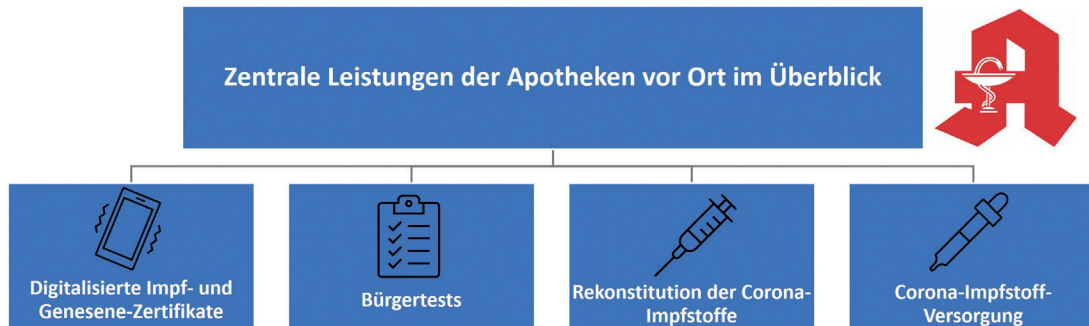 Zentrale Leistungen der Apotheken vor Ort im Überblick
Digitalisierte Impf- und
Genesene-Zertifikate
Bürgertests
Rekonstitution der Corona-
Impfstoffe
Corona-Impfstoff-
Versorgung